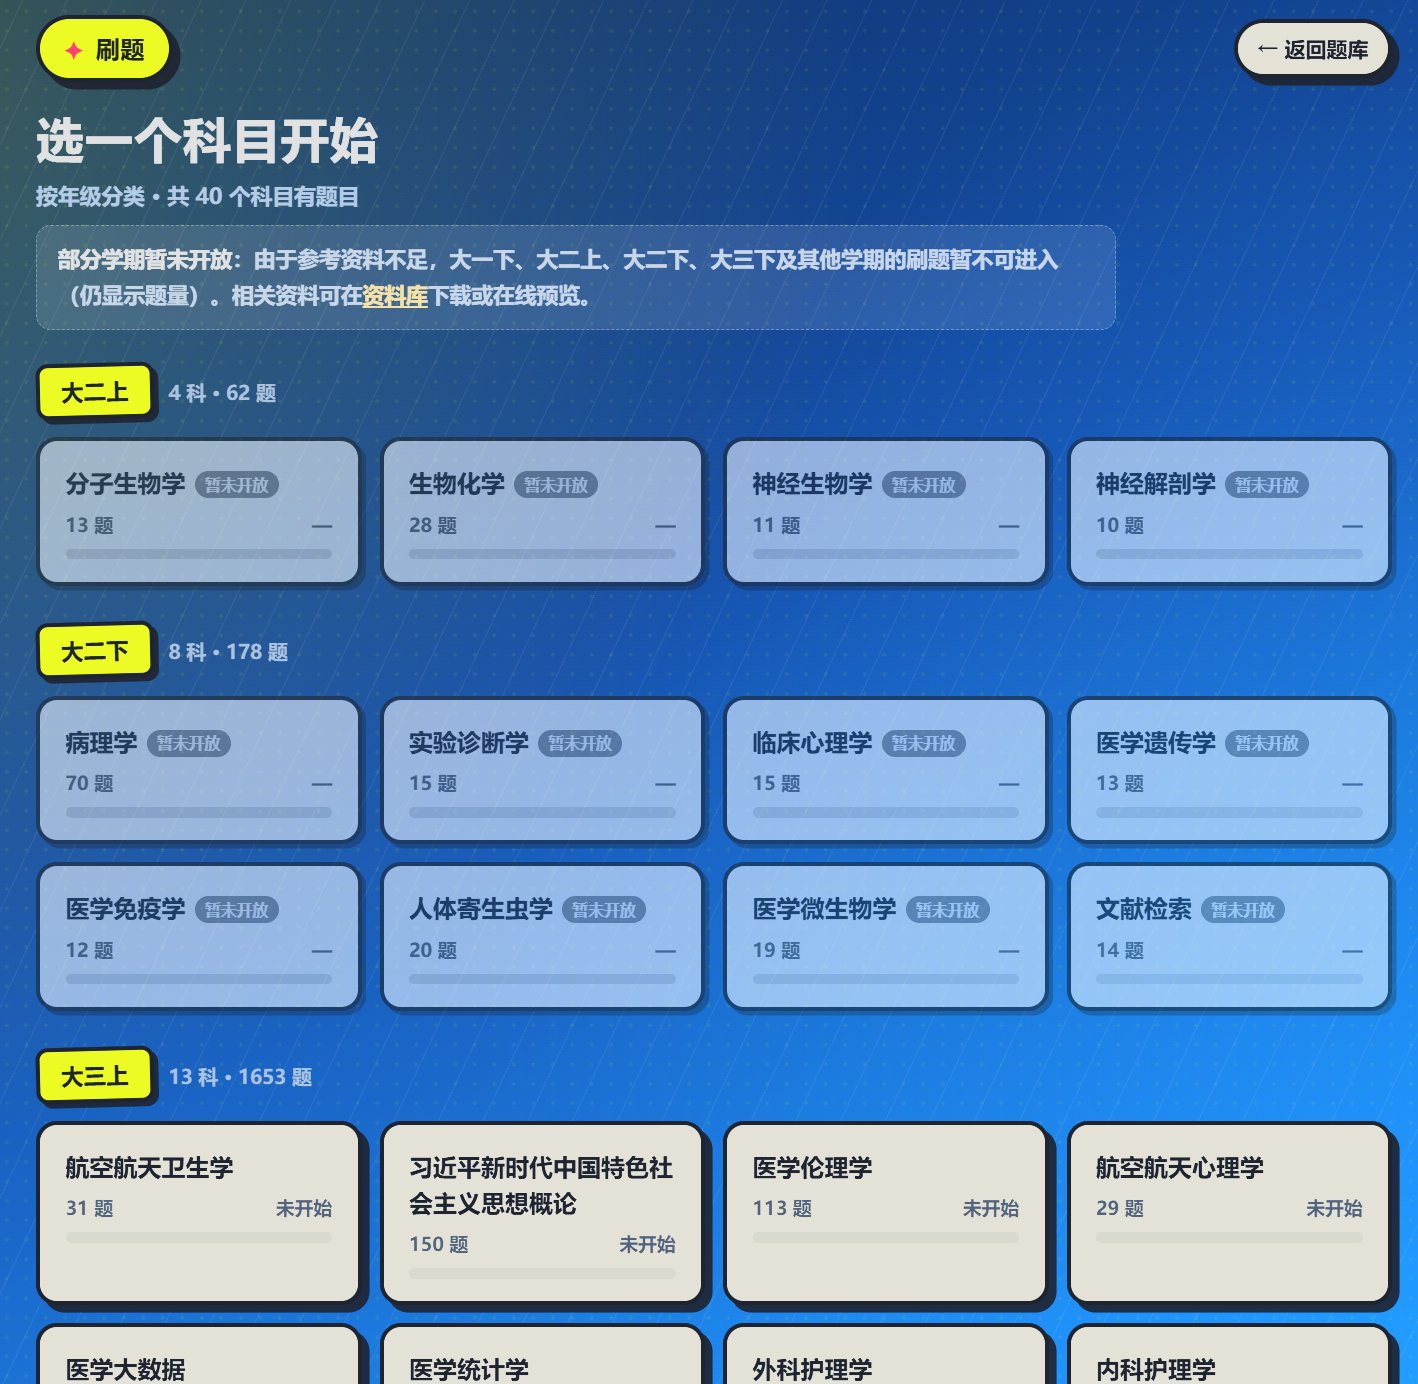 ✦ 刷题
← 返回题库
选一个科目开始
按年级分类 • 共 40 个科目有题目
部分学期暂未开放：由于参考资料不足，大一下、大二上、大二下、大三下及其他学期的刷题暂不可进入
（仍显示题量）。相关资料可在资料库下载或在线预览。
大二上 4 科 • 62 题
分子生物学 暂未开放
13 题 —
生物化学 暂未开放
28 题 —
神经生物学 暂未开放
11 题 —
神经解剖学 暂未开放
10 题 —
大二下 8 科 • 178 题
病理学 暂未开放
70 题 —
实验诊断学 暂未开放
15 题 —
临床心理学 暂未开放
15 题 —
医学遗传学 暂未开放
13 题 —
医学免疫学 暂未开放
12 题 —
人体寄生虫学 暂未开放
20 题 —
医学微生物学 暂未开放
19 题 —
文献检索 暂未开放
14 题 —
大三上 13 科 • 1653 题
航空航天卫生学
31 题 未开始
习近平新时代中国特色社
会主义思想概论
150 题 未开始
医学伦理学
113 题 未开始
航空航天心理学
29 题 未开始
医学大数据
医学统计学
外科护理学
内科护理学